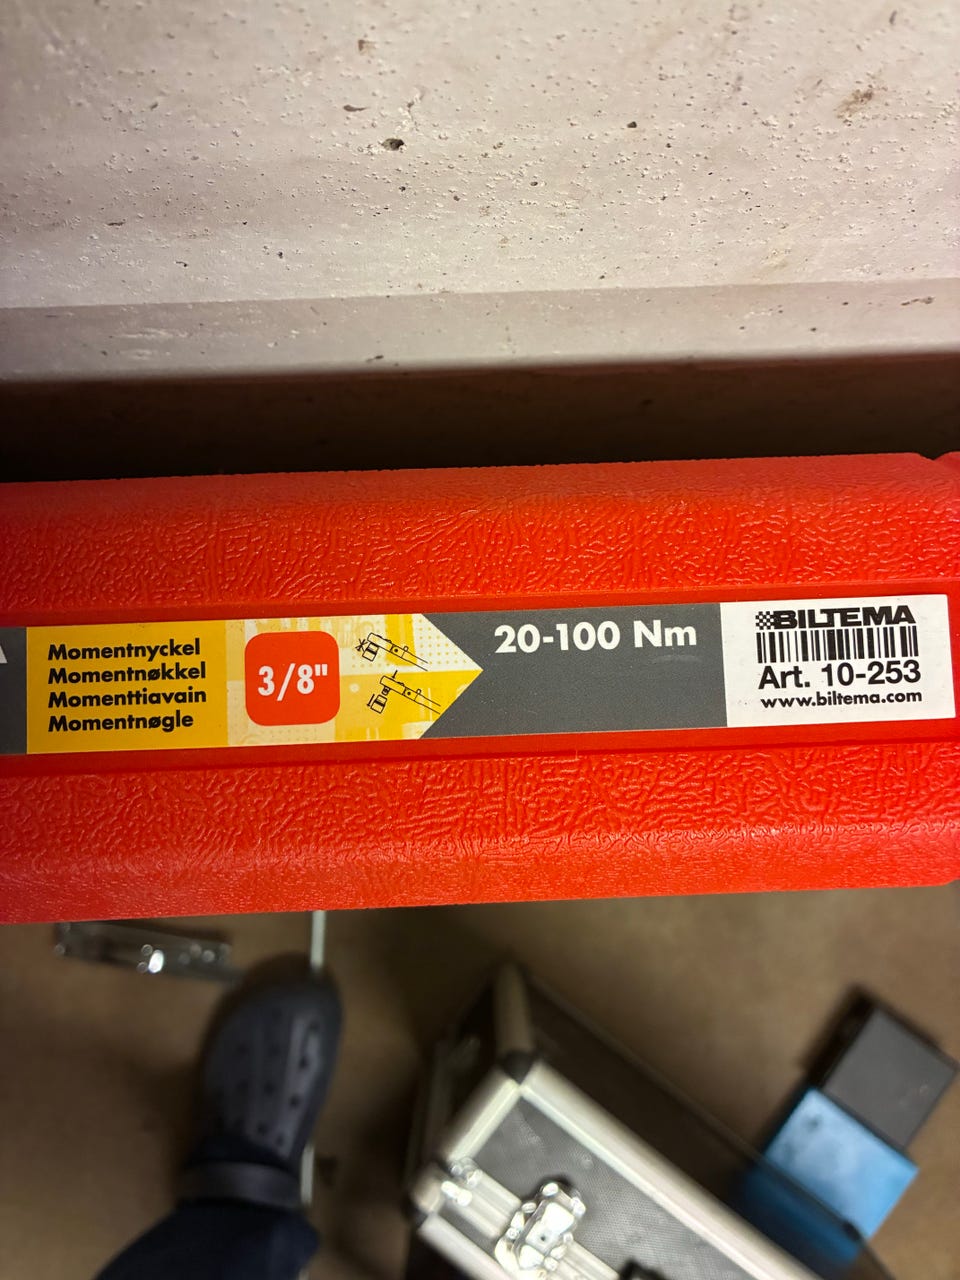 Momentnyckel
Momentnøkkel
Momenttiavain
Momentnøgle
3/8"
20-100 Nm
BILTEMA
Art. 10-253
www.biltema.com